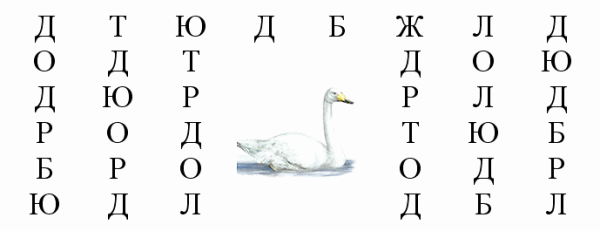 Д Т Ю Д Б Ж Л Д
О Д Т Д О Ю
Д Ю Р Р Л Д
Р О Д Т Ю Б
Б Р О О Д Р
Ю Д Л Д Б Л